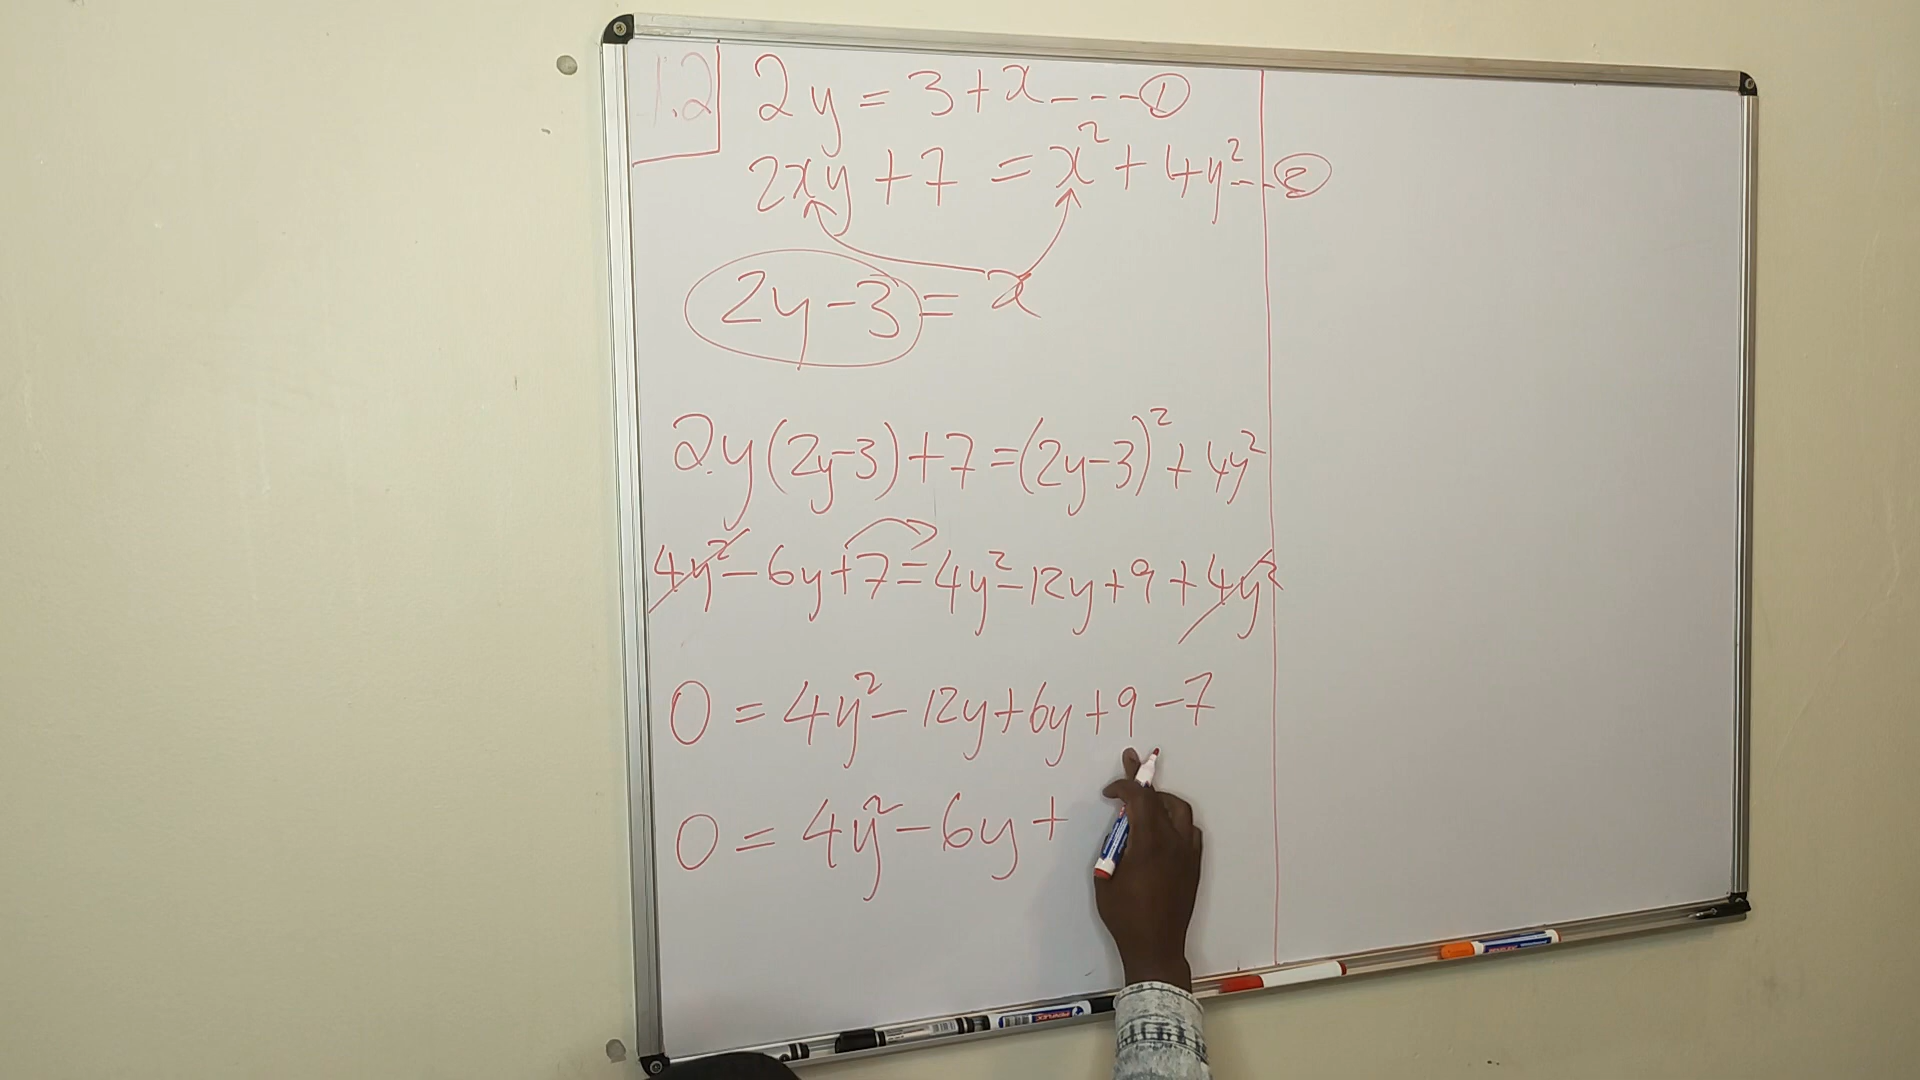 1.2
2y = 3 + x ---①
2xy + 7 = x² + 4y² --②
2y - 3 = x
2y(2y-3) + 7 = (2y-3)² + 4y²
4y² - 6y + 7 = 4y² - 12y + 9 + 4y²
0 = 4y² - 12y + 6y + 9 - 7
0 = 4y² - 6y +